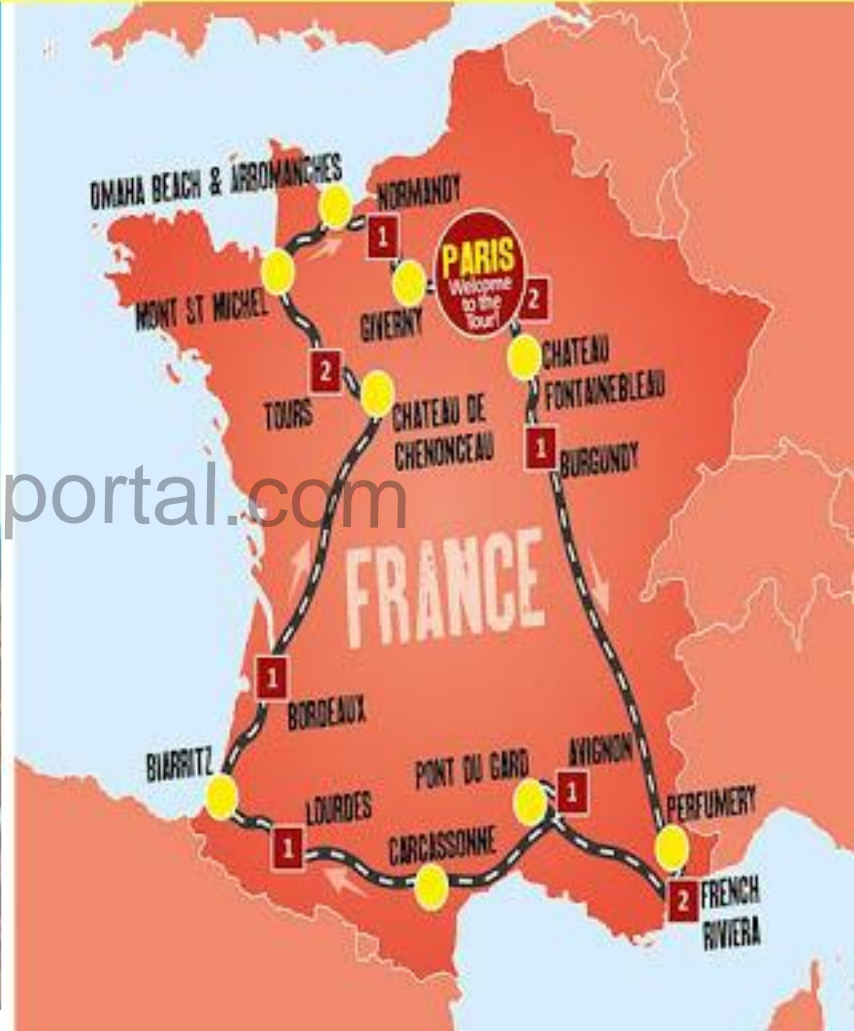 OMAHA BEACH & ARROMANCHES
NORMANDY
1
PARIS
Welcome
to the
Tour!
2
MONT ST MICHEL
GIVERNY
CHATEAU
FONTAINEBLEAU
2
TOURS
CHATEAU DE
CHENONCEAU
1
BURGUNDY
portal.com
FRANCE
1
BORDEAUX
BIARRITZ
PONT DU GARD
AVIGNON
1
LOURDES
1
CARCASSONNE
PERFUMERY
2
FRENCH
RIVIERA